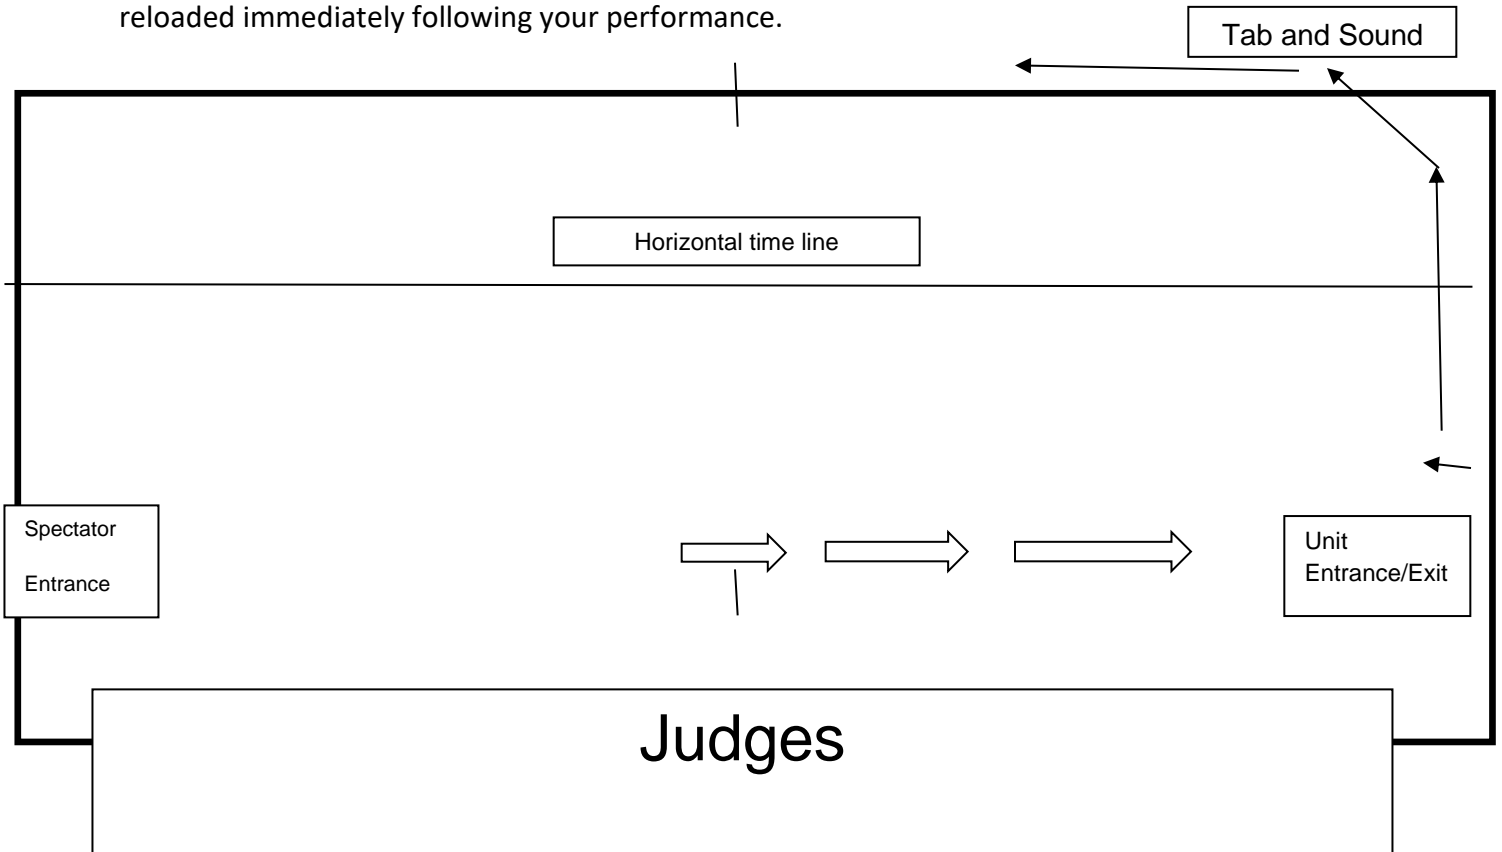 reloaded immediately following your performance.
Tab and Sound
Horizontal time line
Spectator
Entrance
Unit
Entrance/Exit
Judges